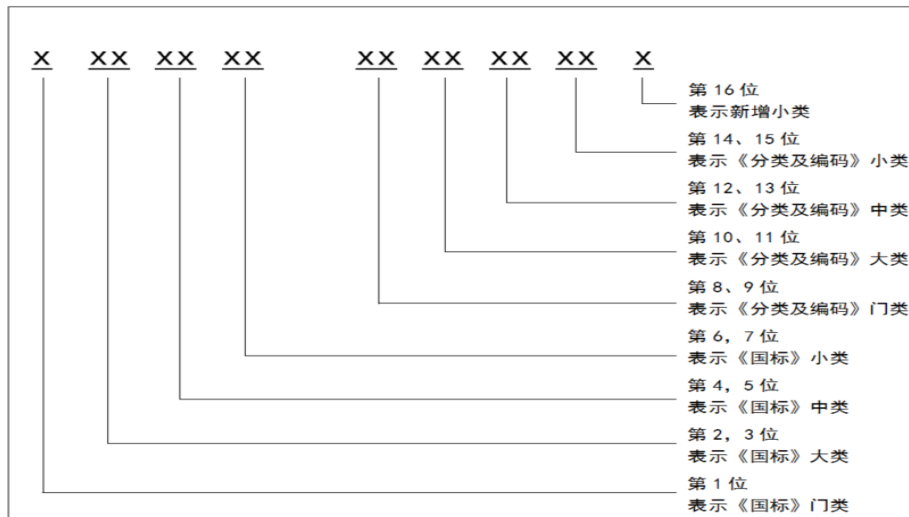 X XX XX XX XX XX XX XX X
第 16 位
表示新增小类
第 14、15 位
表示《分类及编码》小类
第 12、13 位
表示《分类及编码》中类
第 10、11 位
表示《分类及编码》大类
第 8、9 位
表示《分类及编码》门类
第 6，7 位
表示《国标》小类
第 4，5 位
表示《国标》中类
第 2，3 位
表示《国标》大类
第 1 位
表示《国标》门类